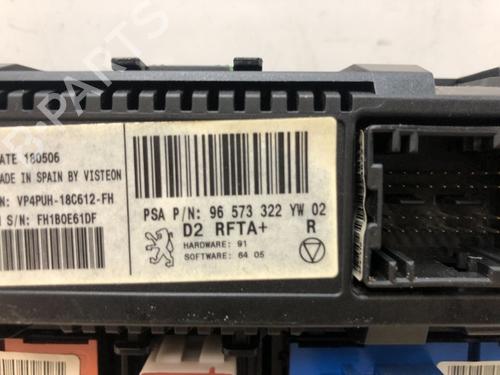 B-PARTS
ATE 180506
ADE IN SPAIN BY VISTEON
N: VP4PUH-18C612-FH
S/N: FH1B0E61DF
PSA P/N: 96 573 322 YW 02
D2 RFTA+ R
HARDWARE: 91
SOFTWARE: 64 05